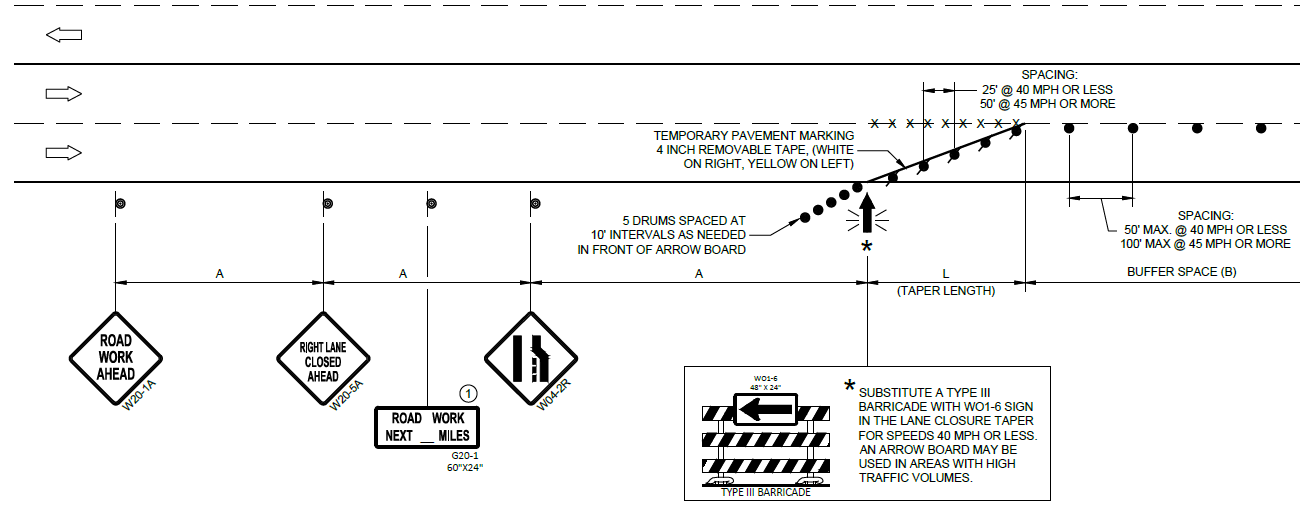 SPACING:
25' @ 40 MPH OR LESS
50' @ 45 MPH OR MORE
X X X X X X X X X
TEMPORARY PAVEMENT MARKING
4 INCH REMOVABLE TAPE, (WHITE
ON RIGHT, YELLOW ON LEFT)
5 DRUMS SPACED AT
10' INTERVALS AS NEEDED
IN FRONT OF ARROW BOARD
*
SPACING:
50' MAX. @ 40 MPH OR LESS
100' MAX @ 45 MPH OR MORE
A
A
A
L
(TAPER LENGTH)
BUFFER SPACE (B)
ROAD
WORK
AHEAD
W20-1A
RIGHT LANE
CLOSED
AHEAD
W20-5A
1
ROAD WORK
NEXT __ MILES
G20-1
60"X24"
W04-2R
WO1-6
48" X 24"
TYPE III BARRICADE
* SUBSTITUTE A TYPE III
BARRICADE WITH WO1-6 SIGN
IN THE LANE CLOSURE TAPER
FOR SPEEDS 40 MPH OR LESS.
AN ARROW BOARD MAY BE
USED IN AREAS WITH HIGH
TRAFFIC VOLUMES.